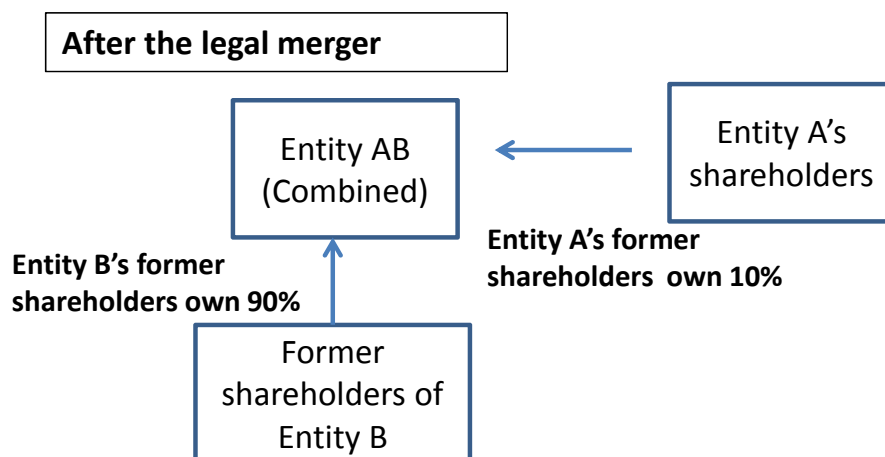 After the legal merger
Entity AB
(Combined)
Entity A’s
shareholders
Entity B’s former
shareholders own 90%
Entity A’s former
shareholders  own 10%
Former
shareholders of
Entity B